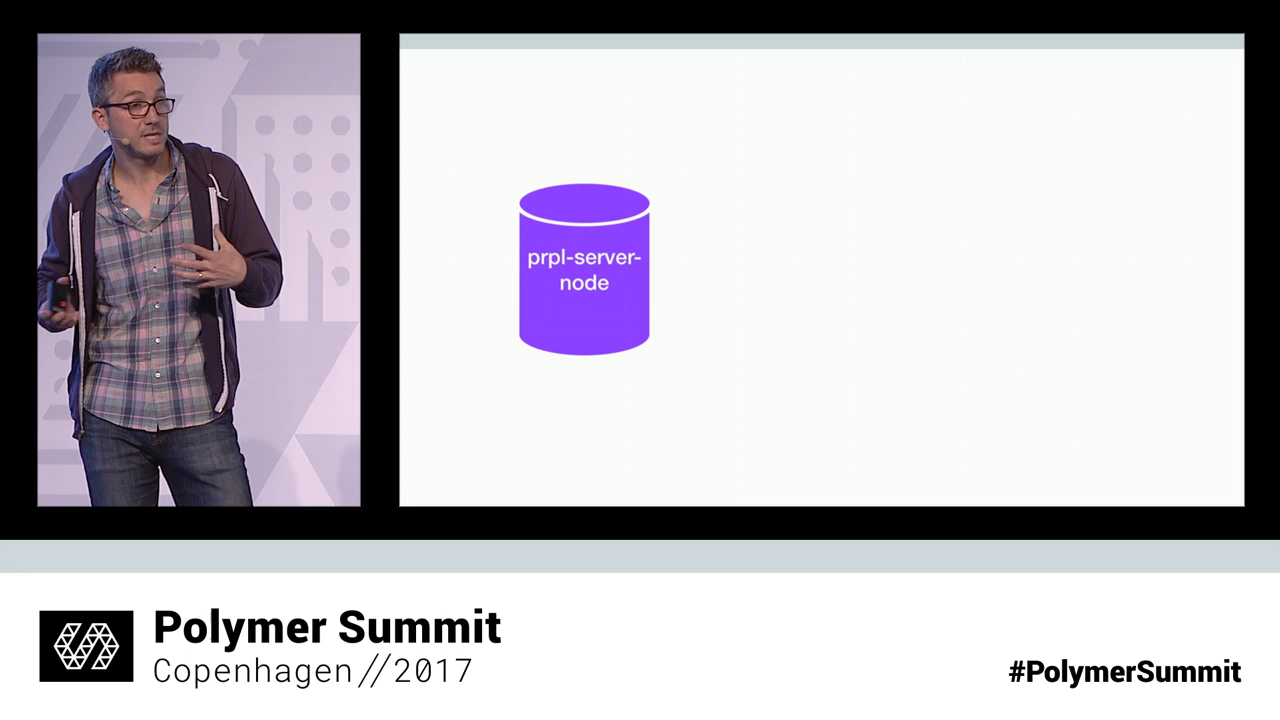 prpl-server-
node
Polymer Summit
Copenhagen//2017
#PolymerSummit